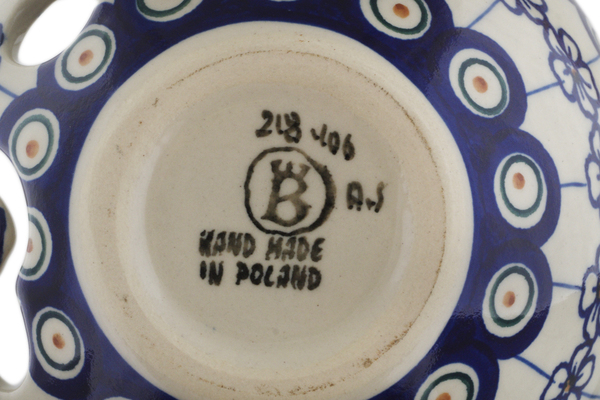 218 406
B
A.S
HAND MADE
IN POLAND